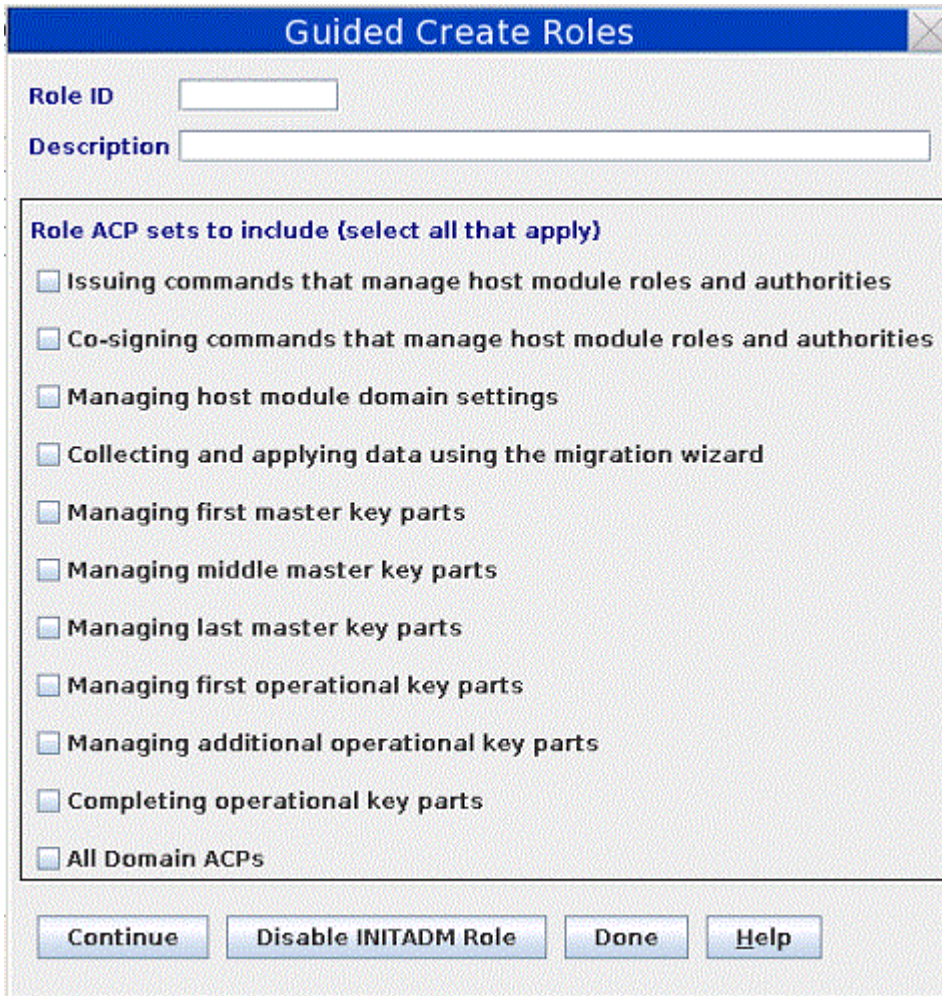 Guided Create Roles
Role ID
Description
Role ACP sets to include (select all that apply)
Issuing commands that manage host module roles and authorities
Co-signing commands that manage host module roles and authorities
Managing host module domain settings
Collecting and applying data using the migration wizard
Managing first master key parts
Managing middle master key parts
Managing last master key parts
Managing first operational key parts
Managing additional operational key parts
Completing operational key parts
All Domain ACPs
Continue Disable INITADM Role Done Help